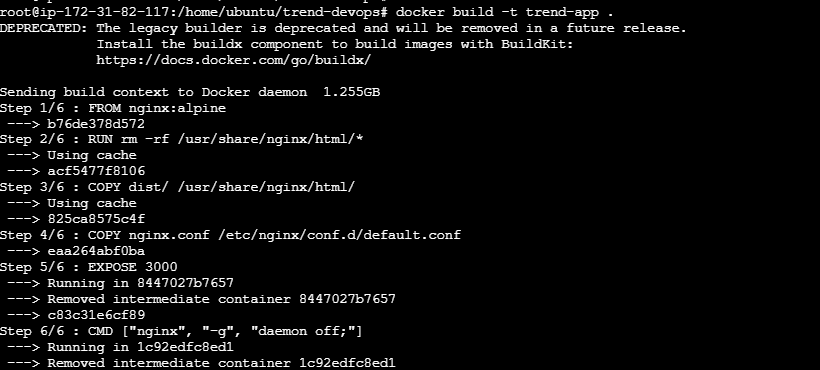 root@ip-172-31-82-117:/home/ubuntu/trend-devops# docker build -t trend-app .
DEPRECATED: The legacy builder is deprecated and will be removed in a future release.
            Install the buildx component to build images with BuildKit:
            https://docs.docker.com/go/buildx/

Sending build context to Docker daemon  1.255GB
Step 1/6 : FROM nginx:alpine
 ---> b76de378d572
Step 2/6 : RUN rm -rf /usr/share/nginx/html/*
 ---> Using cache
 ---> acf5477f8106
Step 3/6 : COPY dist/ /usr/share/nginx/html/
 ---> Using cache
 ---> 825ca8575c4f
Step 4/6 : COPY nginx.conf /etc/nginx/conf.d/default.conf
 ---> eaa264abf0ba
Step 5/6 : EXPOSE 3000
 ---> Running in 8447027b7657
 ---> Removed intermediate container 8447027b7657
 ---> c83c31e6cf89
Step 6/6 : CMD ["nginx", "-g", "daemon off;"]
 ---> Running in 1c92edfc8ed1
 ---> Removed intermediate container 1c92edfc8ed1